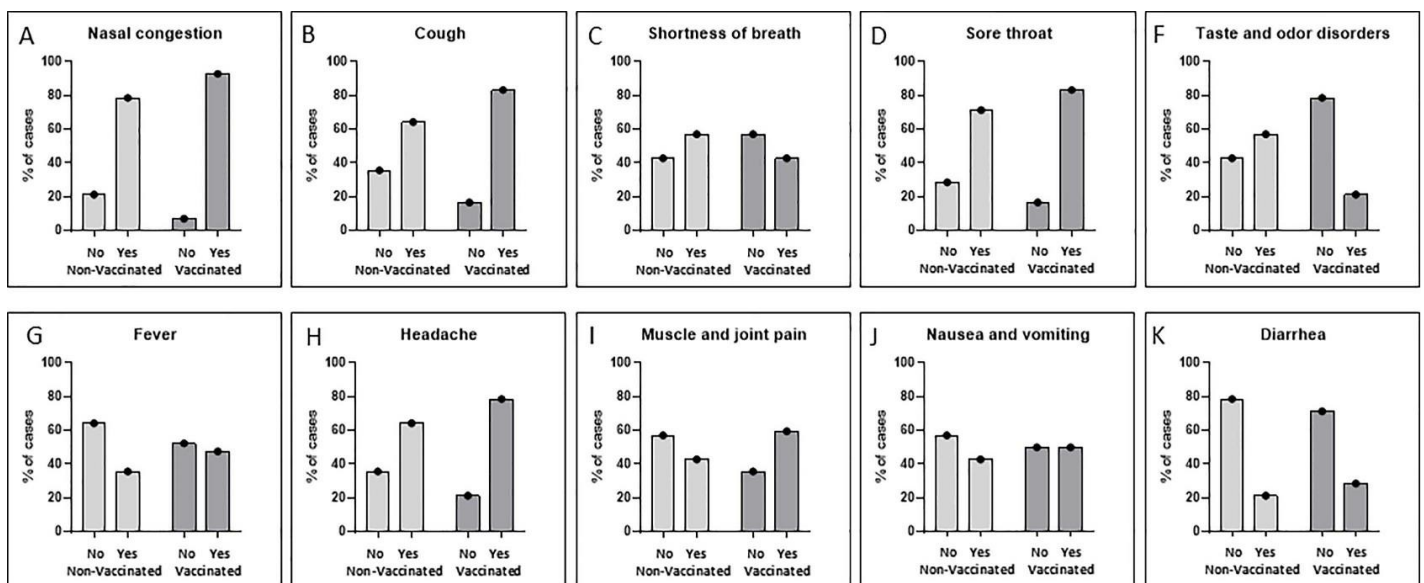 A Nasal congestion
100
80
60
40
20
0
% of cases
No Yes No Yes
Non-Vaccinated Vaccinated
B Cough
100
80
60
40
20
0
% of cases
No Yes No Yes
Non-Vaccinated Vaccinated
C Shortness of breath
100
80
60
40
20
0
% of cases
No Yes No Yes
Non-Vaccinated Vaccinated
D Sore throat
100
80
60
40
20
0
% of cases
No Yes No Yes
Non-Vaccinated Vaccinated
F Taste and odor disorders
100
80
60
40
20
0
% of cases
No Yes No Yes
Non-Vaccinated Vaccinated
G Fever
100
80
60
40
20
0
% of cases
No Yes No Yes
Non-Vaccinated Vaccinated
H Headache
100
80
60
40
20
0
% of cases
No Yes No Yes
Non-Vaccinated Vaccinated
I Muscle and joint pain
100
80
60
40
20
0
% of cases
No Yes No Yes
Non-Vaccinated Vaccinated
J Nausea and vomiting
100
80
60
40
20
0
% of cases
No Yes No Yes
Non-Vaccinated Vaccinated
K Diarrhea
100
80
60
40
20
0
% of cases
No Yes No Yes
Non-Vaccinated Vaccinated